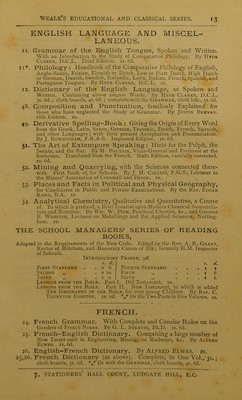 WEALE'S EDUCATIONAL AND CLASSICAL SERIES. 13
ENGLISH LANGUAGE AND MISCEL-
LANEOUS.
11. Grammar of the English Tongue, Spoken and Written.
With an Introduction to the Study of Comparative Philology. By HYDE
CLARKE, D.C.L. Third Edition. 1s. 6d.
11*. Philology: Handbook of the Comparative Philology of English,
Anglo-Saxon, Frisian, Flemish or Dutch, Low or Platt Dutch, High Dutch
or German, Danish, Swedish, Icelandic, Latin, Italian, French, Spanish, and
Portuguese Tongues. By HYDE CLARKE, D.C.L. 1s.
12. Dictionary of the English Language, as Spoken and
Written. Containing above 100,000 Words. By HYDE CLARKE, D.C.L.
3s. 6d.; cloth boards, 4s. 6d.; complete with the GRAMMAR, cloth bds., 5s. 6d.
48. Composition and Punctuation, familiarly Explained for
those who have neglected the Study of Grammar. By JUSTIN BRENAN.
16th Edition. 1s.
49. Derivative Spelling-Book: Giving the Origin of Every Word
from the Greek, Latin, Saxon, German, Teutonic, Dutch, French, Spanish,
and other Languages; with their present Acceptation and Pronunciation.
By J. ROWBOTHAM, F.R.A.S. Improved Edition. 1s. 6d.
51. The Art of Extempore Speaking: Hints for the Pulpit, the
Senate, and the Bar. By M. BAUTAIN, Vicar-General and Professor at the
Sorbonne. Translated from the French. Sixth Edition, carefully corrected.
2s. 6d.
52. Mining and Quarrying, with the Sciences connected there-
with. First Book of, for Schools. By J. H. COLLINS, F.G.S., Lecturer to
the Miners' Association of Cornwall and Devon. 1s.
53. Places and Facts in Political and Physical Geography,
for Candidates in Public and Private Examinations. By the Rev. EDGAR
RAND, B.A. 1s.
54. Analytical Chemistry, Qualitative and Quantitative, a Course
of. To which is prefixed, a Brief Treatise upon Modern Chemical Nomencla-
ture and Notation. By WM. W. PINK, Practical Chemist, &c., and GEORGE
E. WEBSTER, Lecturer on Metallurgy and the Applied Sciences, Notting-
ham. 2s.
THE SCHOOL MANAGERS' SERIES OF READING
BOOKS,
Adapted to the Requirements of the New Code. Edited by the Rev. A. R. GRANT,
Rector of Hitcham, and Honorary Canon of Ely; formerly H.M. Inspector
of Schools.
INTRODUCTORY PRIMER, 3d.
s. d. s. d.
FIRST STANDARD . . 0 6 FOURTH STANDARD . . 1 2
SECOND „ . . 0 10 FIFTH „ . . 1 6
THIRD „ . . 1 0 SIXTH „ . . 1 6
LESSONS FROM THE BIBLE. Part I. Old Testament. 1s.
LESSONS FROM THE BIBLE. Part II. New Testament, to which is added
THE GEOGRAPHY OF THE BIBLE, for very young Children. By Rev. C.
THORNTON FORSTER. 1s. 2d. *** Or the Two Parts in One Volume. 2s.
FRENCH.
24. French Grammar. With Complete and Concise Rules on the
Genders of French Nouns. By G. L. STRAUSS, Ph.D. 1s. 6d.
25. French-English Dictionary. Comprising a large number of
New Terms used in Engineering, Mining, on Railways, &c. By ALFRED
ELWES. 1s. 6d.
26. English-French Dictionary. By ALFRED ELWES. 2s.
25,26. French Dictionary (as above). Complete, in One Vol., 3s.;
cloth boards, 3s. 6d. *** Or with the GRAMMAR, cloth boards, 4s. 6d.
7, STATIONERS' HALL COURT, LUDGATE HILL, E.C.